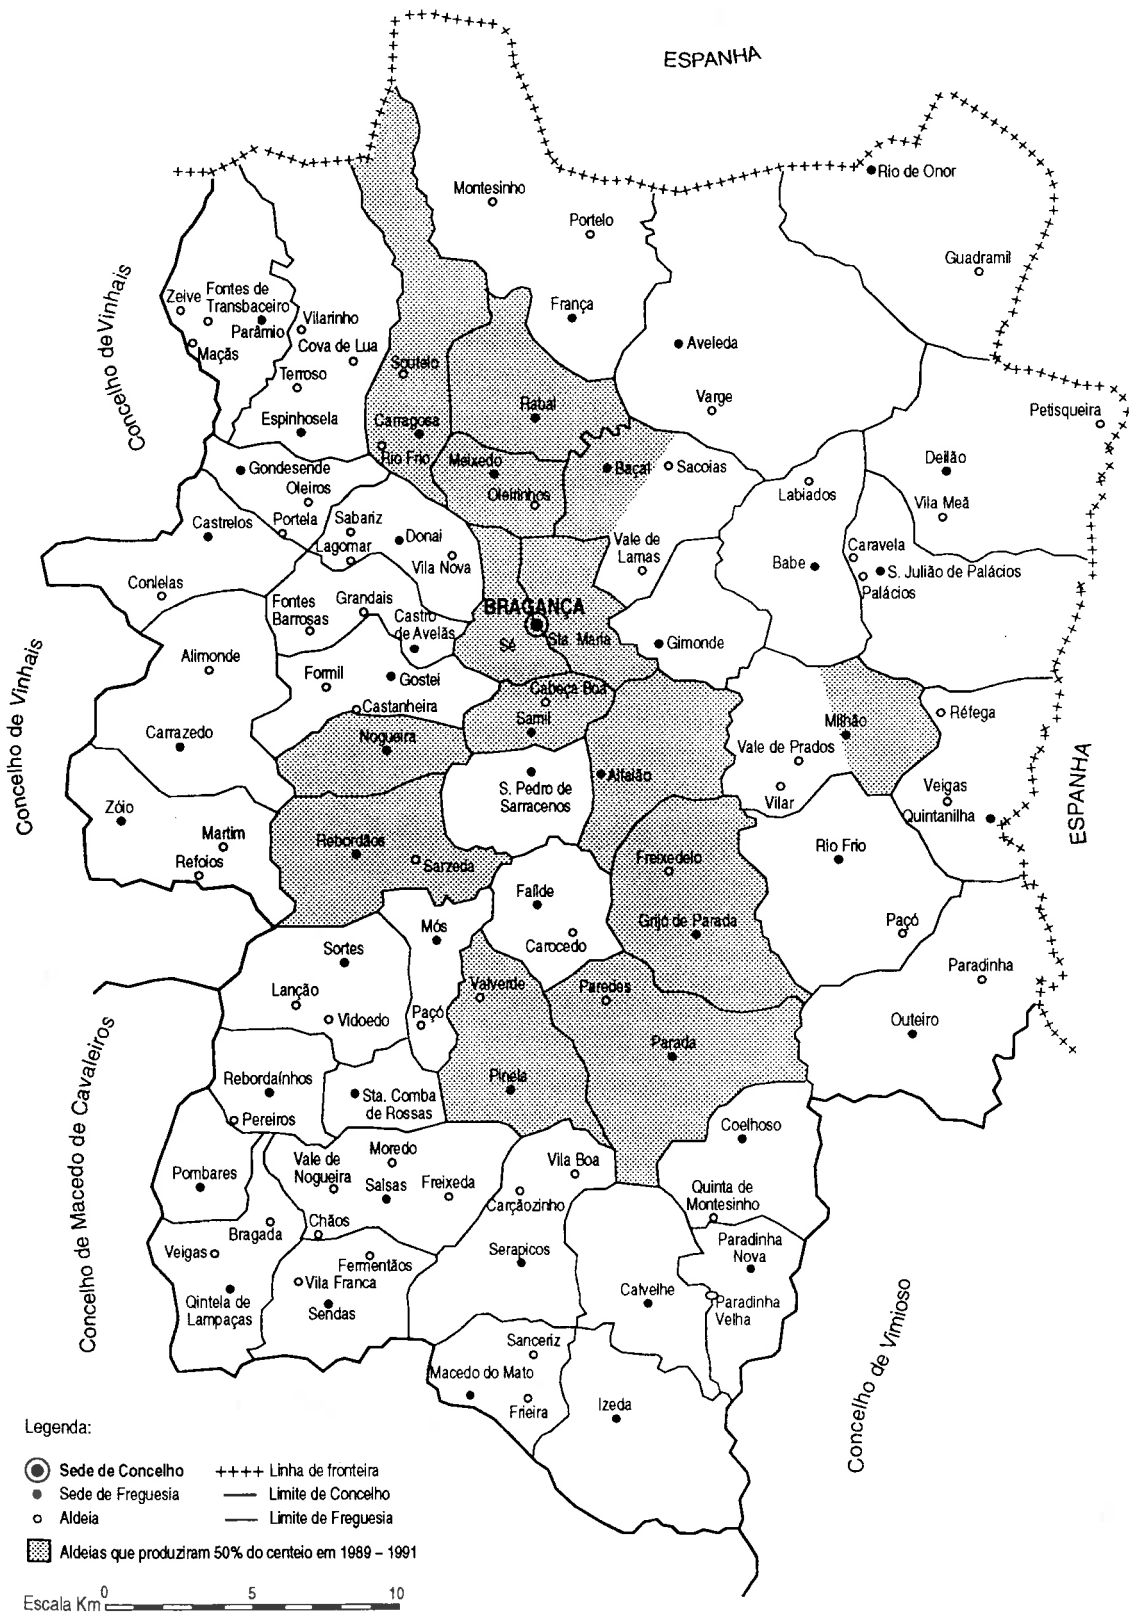 ESPANHA
Rio de Onor
Montesinho
Portelo
Guadramil
Concelho de Vinhais
Zeive
Fontes de
Transbaceiro
Parâmio
Maçãs
Vilarinho
Cova de Lua
Terroso
Espinhosela
França
Aveleda
Varge
Souteio
Carragosa
Rio Frio
Rabal
Meixedo
Oleirinhos
Baçal
Sacoias
Petisqueira
Deilão
Vila Meã
Labiados
Gondesende
Oleiros
Castrelos
Portela
Sabariz
Lagomar
Donai
Vila Nova
Vale de
Lamas
Babe
Caravela
S. Julião de Palácios
Palácios
Conlelas
Fontes
Barrosas
Grandais
Castro
de Avelãs
BRAGANÇA
Sé
Sta. Maria
Gimonde
Concelho de Vinhais
Alimonde
Formil
Gostei
Castanheira
Cabeça Boa
Samil
Carrazedo
Nogueira
Milhão
Réfega
Vale de Prados
Vilar
Alfaião
S. Pedro de
Sarracenos
Veigas
Quintanilha
ESPANHA
Zóio
Martim
Refoios
Rebordãos
Sarzeda
Freixedelo
Rio Frio
Faílde
Carocedo
Grijó de Parada
Paçó
Mós
Sortes
Lanção
Vidoedo
Paçó
Valverde
Paredes
Paradinha
Outeiro
Parada
Pinela
Concelho de Macedo de Cavaleiros
Rebordaínhos
Pereiros
Sta. Comba
de Rossas
Coelhoso
Pombares
Vale de
Nogueira
Moredo
Salsas
Freixeda
Vila Boa
Carçãozinho
Quinta de
Montesinho
Bragada
Chãos
Veigas
Fermentãos
Vila Franca
Sendas
Qintela de
Lampaças
Serapicos
Paradinha
Nova
Calvelhe
Paradinha
Velha
Concelho de Vimioso
Sanceriz
Macedo do Mato
Frieira
Izeda
Legenda:
Sede de Concelho
Linha de fronteira
Sede de Freguesia
Limite de Concelho
Aldeia
Limite de Freguesia
Aldeias que produziram 50% do centeio em 1989 – 1991
Escala Km 0 5 10